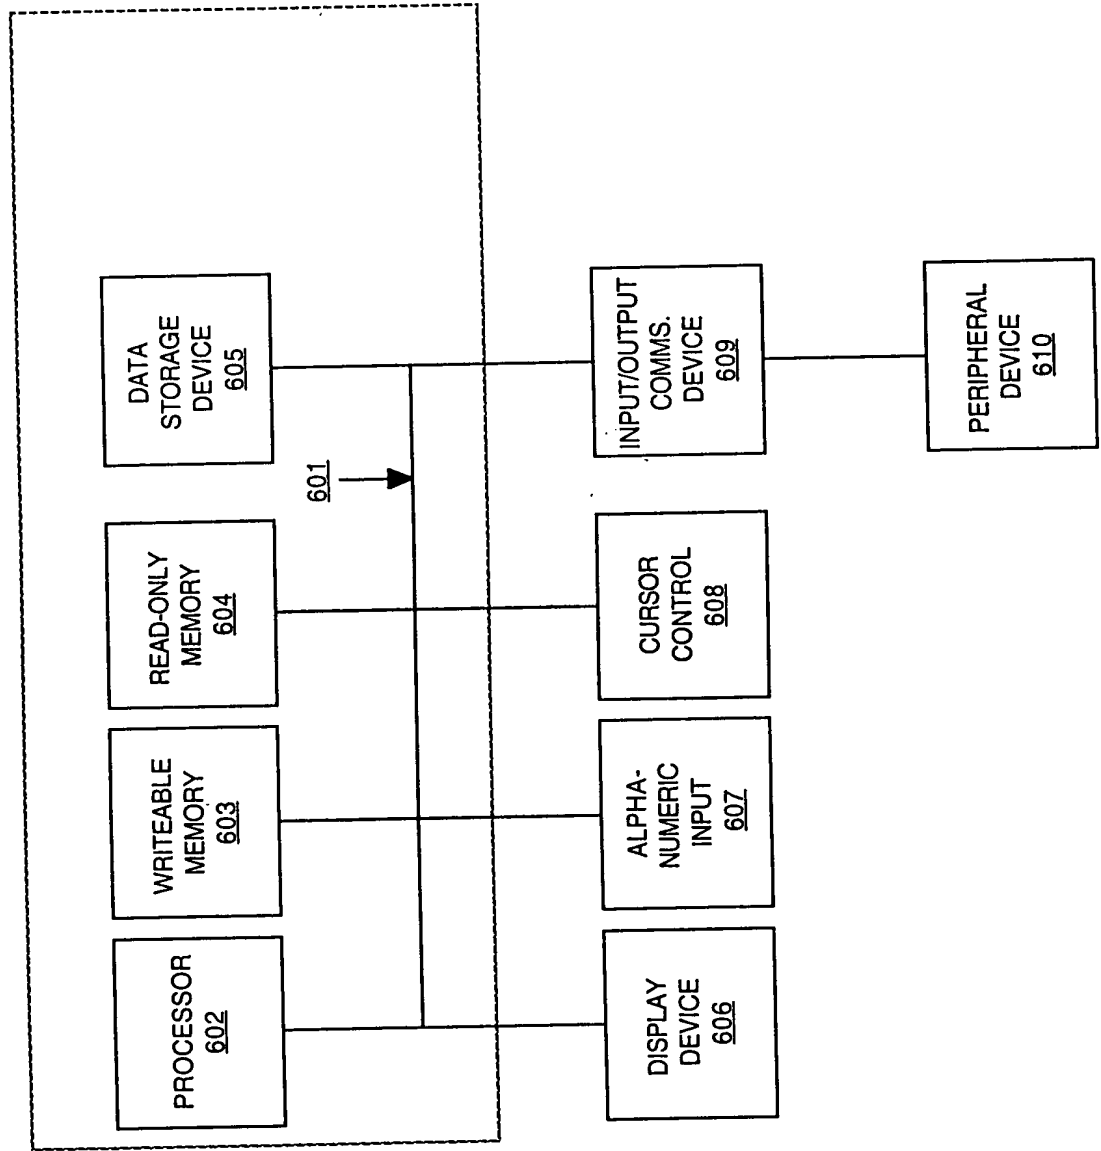 PROCESSOR
602
WRITEABLE
MEMORY
603
READ-ONLY
MEMORY
604
DATA
STORAGE
DEVICE
605
601
DISPLAY
DEVICE
606
ALPHA-
NUMERIC
INPUT
607
CURSOR
CONTROL
608
INPUT/OUTPUT
COMMS.
DEVICE
609
PERIPHERAL
DEVICE
610